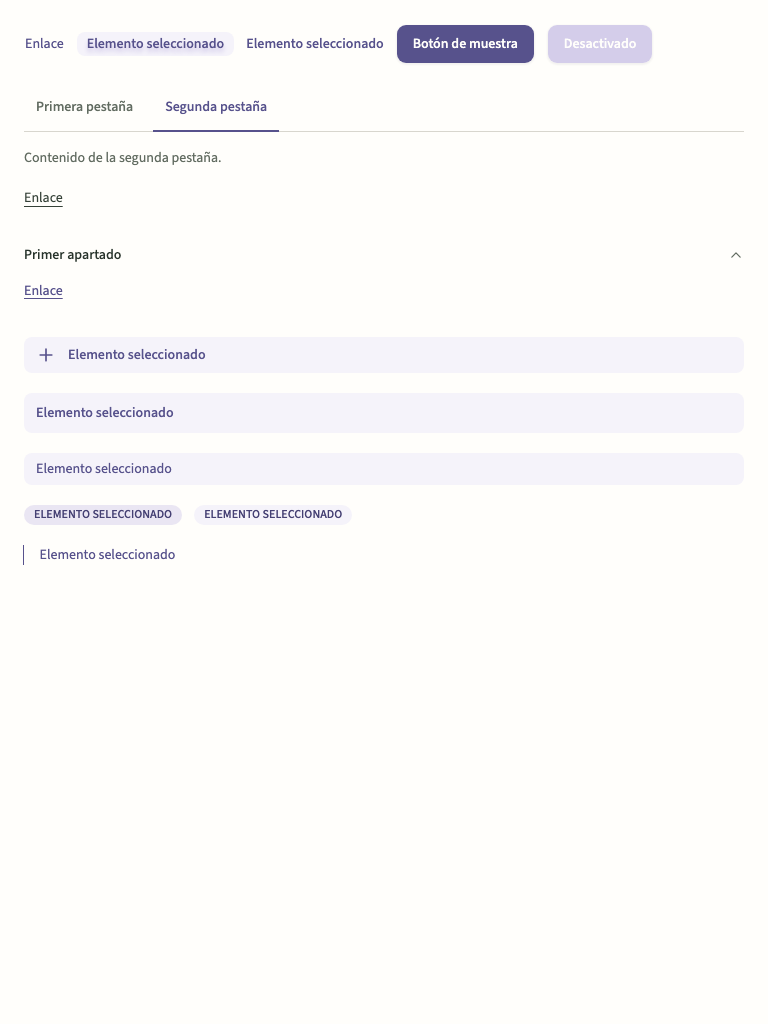 Enlace Elemento seleccionado Elemento seleccionado Botón de muestra Desactivado
Primera pestaña Segunda pestaña
Contenido de la segunda pestaña.
Enlace
Primer apartado
Enlace
Elemento seleccionado
Elemento seleccionado
Elemento seleccionado
ELEMENTO SELECCIONADO ELEMENTO SELECCIONADO
Elemento seleccionado